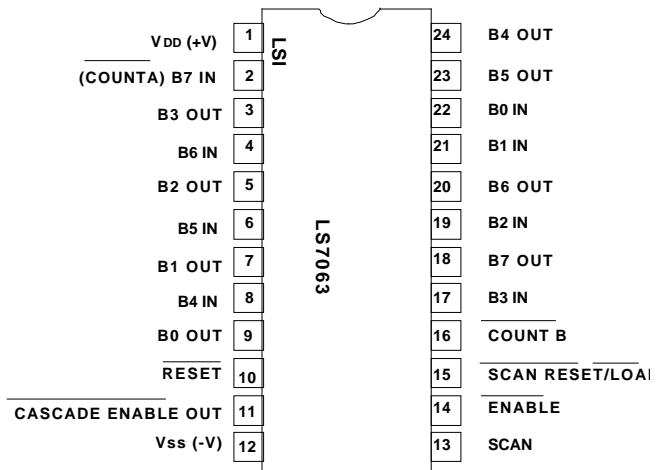 VDD (+V) 1 24 B4 OUT
LSI
(COUNTA) B7 IN 2 23 B5 OUT
B3 OUT 3 22 B0 IN
B6 IN 4 21 B1 IN
B2 OUT 5 20 B6 OUT
B5 IN 6 19 B2 IN
LS7063
B1 OUT 7 18 B7 OUT
B4 IN 8 17 B3 IN
B0 OUT 9 16 COUNT B
RESET 10 15 SCAN RESET/LOA
CASCADE ENABLE OUT 11 14 ENABLE
Vss (-V) 12 13 SCAN